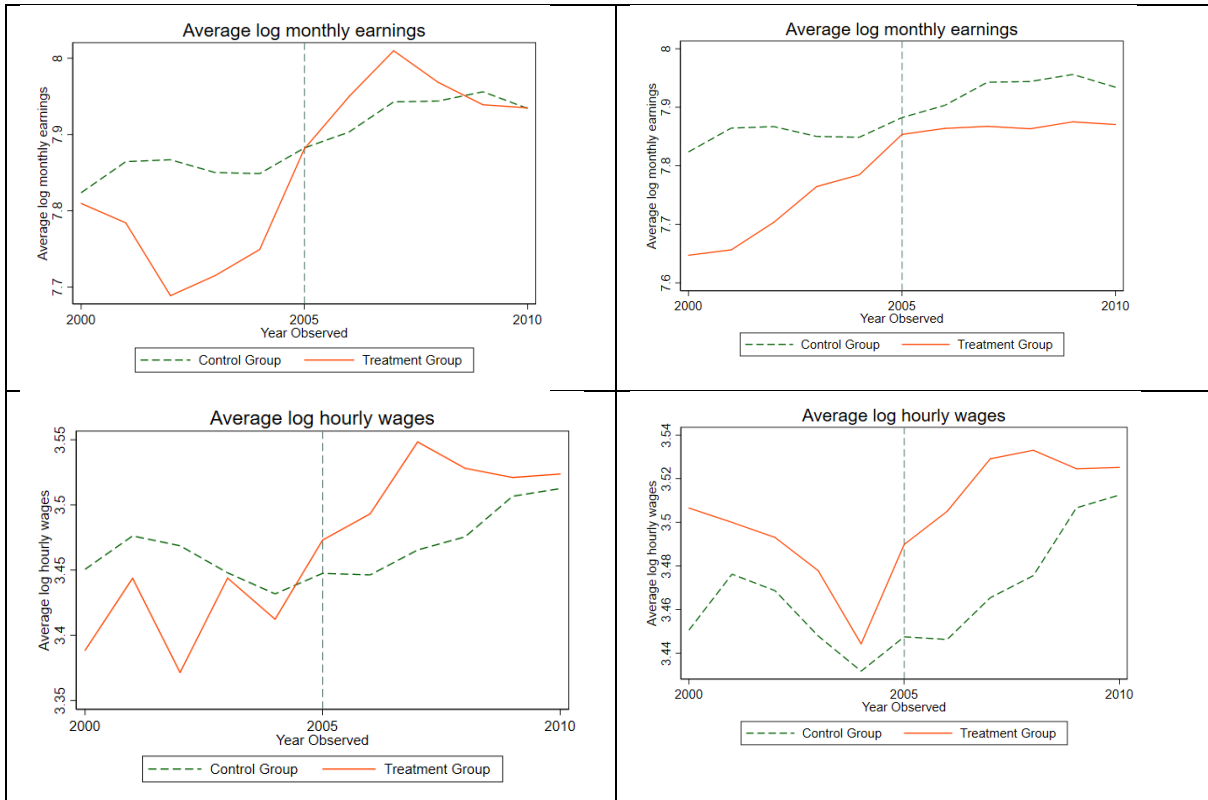 Average log monthly earnings
Average log monthly earnings
8
7.9
7.8
7.7
2000
2005
2010
Year Observed
Control Group
Treatment Group
Average log monthly earnings
Average log monthly earnings
8
7.9
7.8
7.7
7.6
2000
2005
2010
Year Observed
Control Group
Treatment Group
Average log hourly wages
Average log hourly wages
3.55
3.5
3.45
3.4
3.35
2000
2005
2010
Year Observed
Control Group
Treatment Group
Average log hourly wages
Average log hourly wages
3.54
3.52
3.5
3.48
3.46
3.44
2000
2005
2010
Year Observed
Control Group
Treatment Group